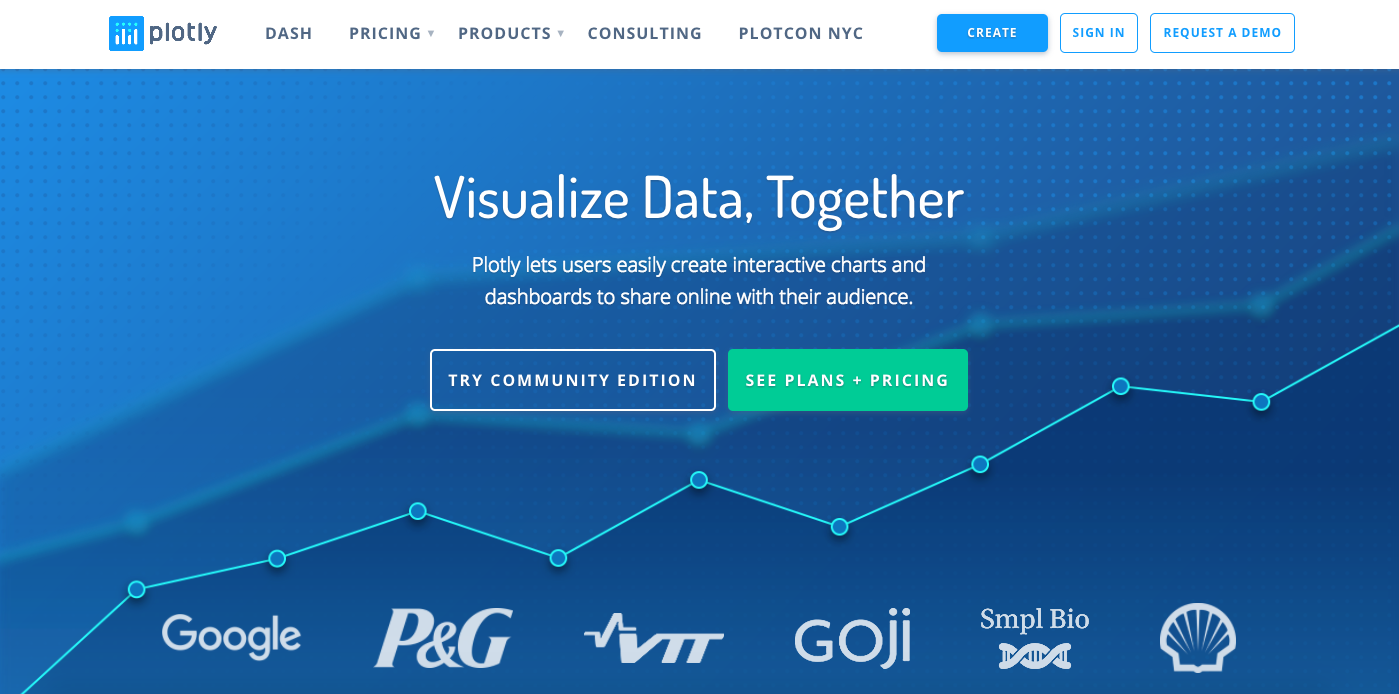 plotly
DASH
PRICING
PRODUCTS
CONSULTING
PLOTCON NYC
CREATE
SIGN IN
REQUEST A DEMO
Visualize Data, Together
Plotly lets users easily create interactive charts and
dashboards to share online with their audience.
TRY COMMUNITY EDITION
SEE PLANS + PRICING
Google
P&G
VTT
GOJi
Smpl Bio